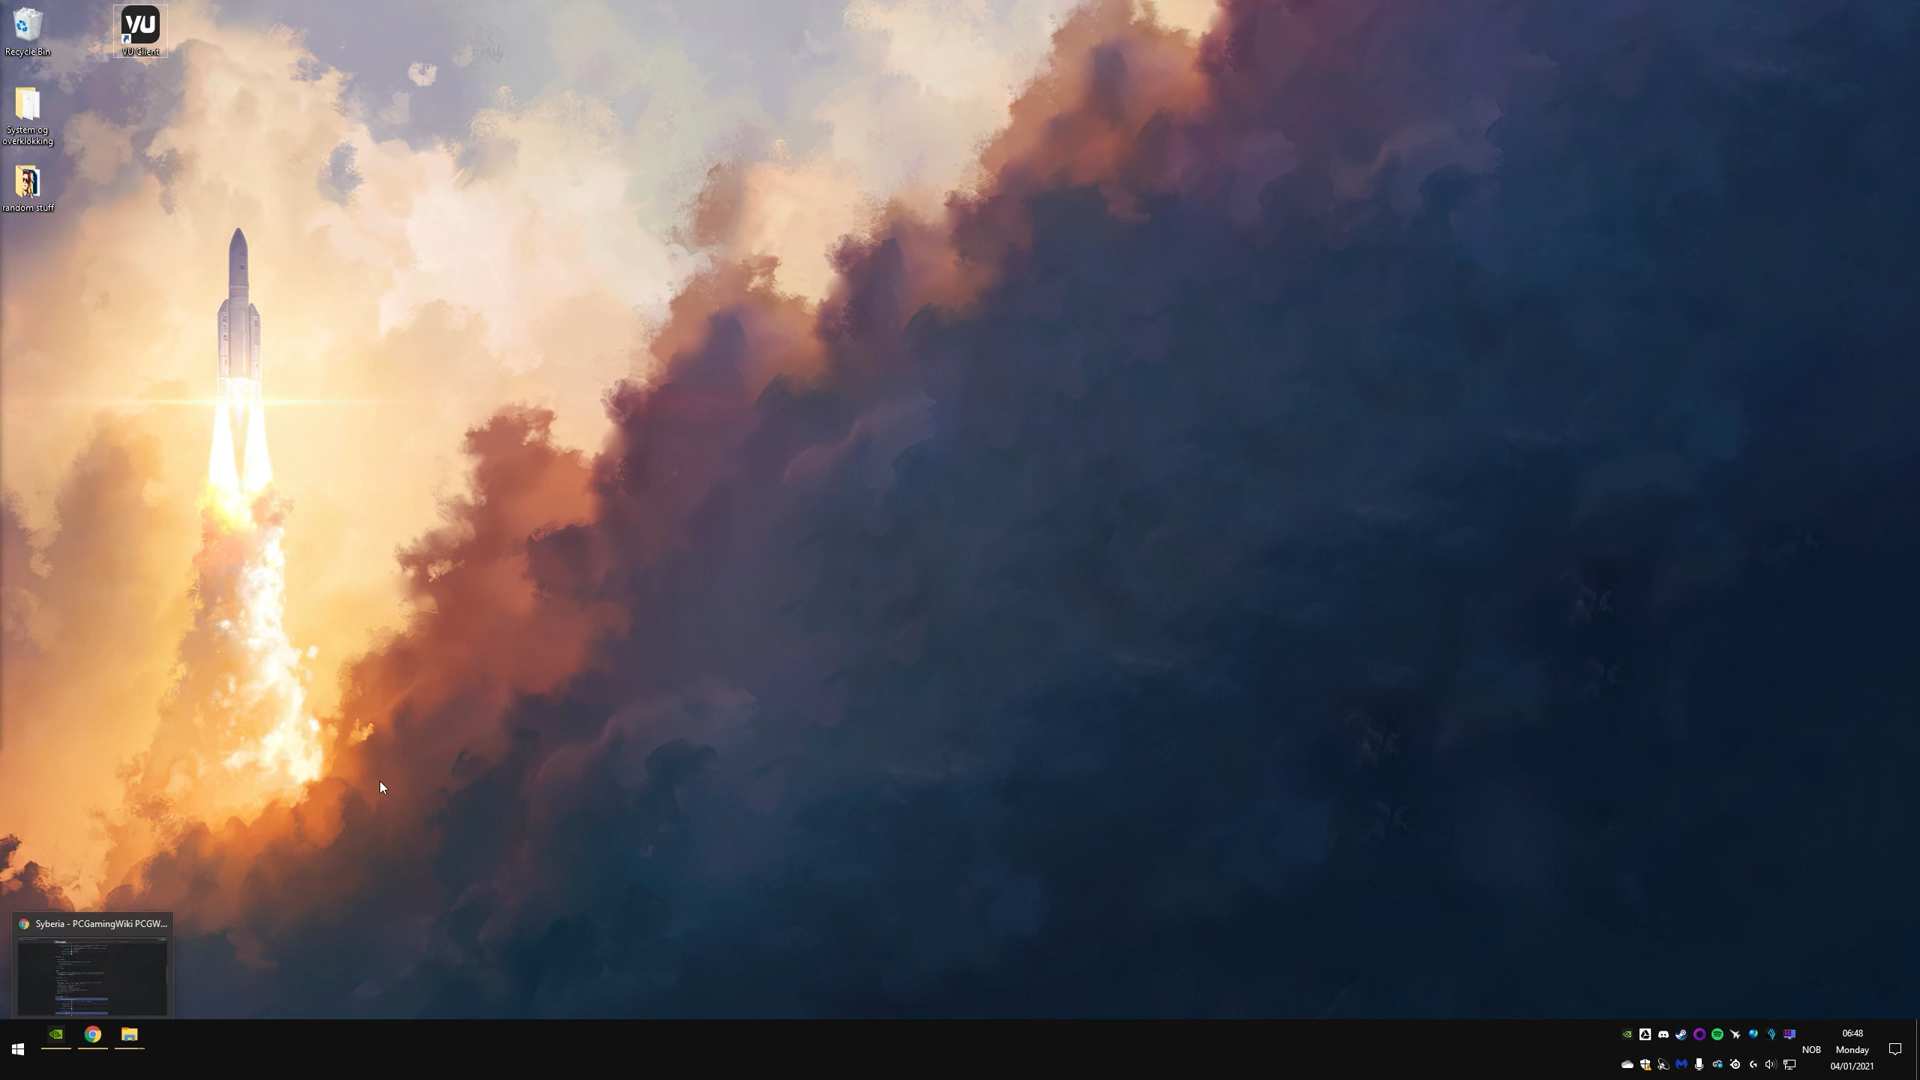 Recycle Bin
VU
VU Client
System og
overklokking
random stuff
Syberia - PCGamingWiki PCGW...
06:48
NOB
Monday
04/01/2021